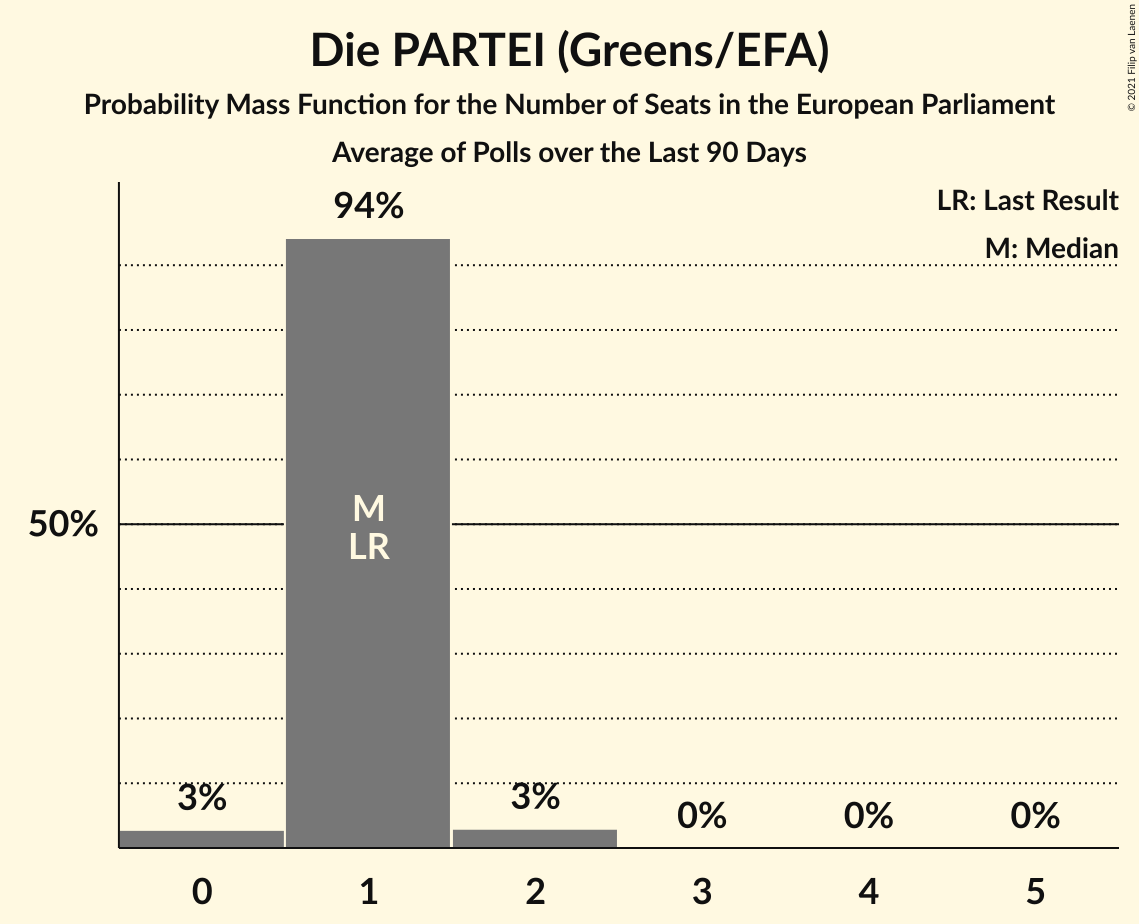 Die PARTEI (Greens/EFA)
Probability Mass Function for the Number of Seats in the European Parliament
Average of Polls over the Last 90 Days
© 2021 Filip van Laenen
LR: Last Result
M: Median
94%
50%
M
LR
3%
3%
0%
0%
0%
0
1
2
3
4
5